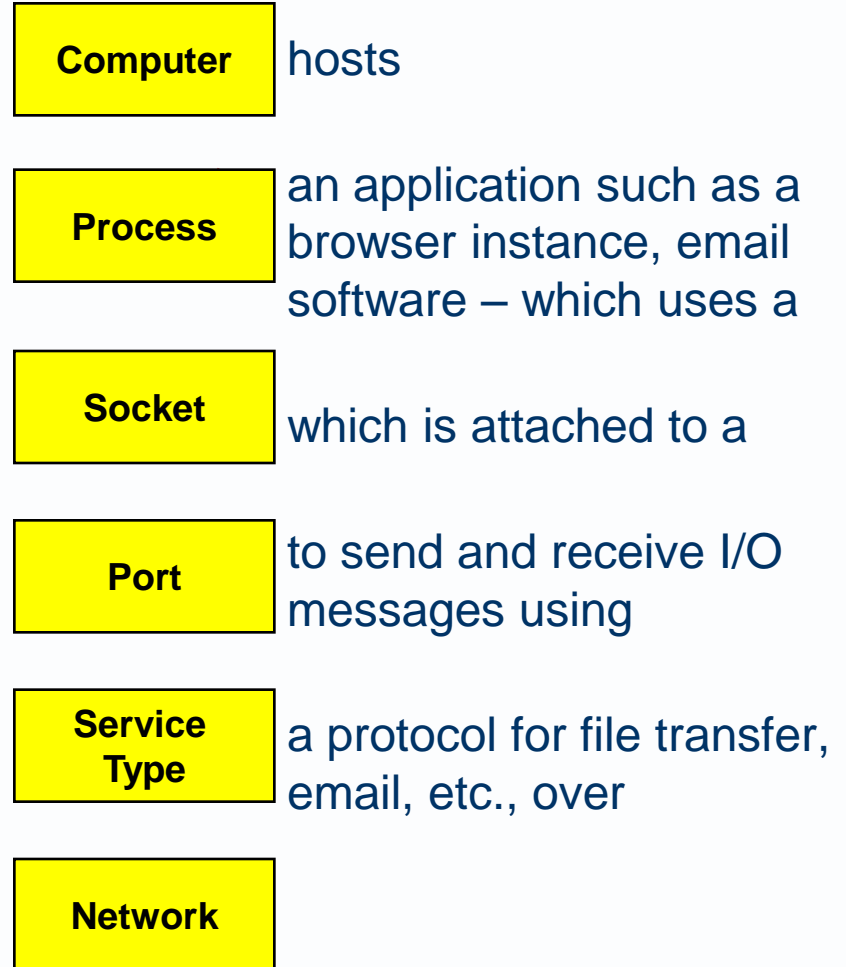 Computer hosts
Process an application such as a
browser instance, email
software – which uses a
Socket which is attached to a
Port to send and receive I/O
messages using
Service
Type
a protocol for file transfer,
email, etc., over
Network